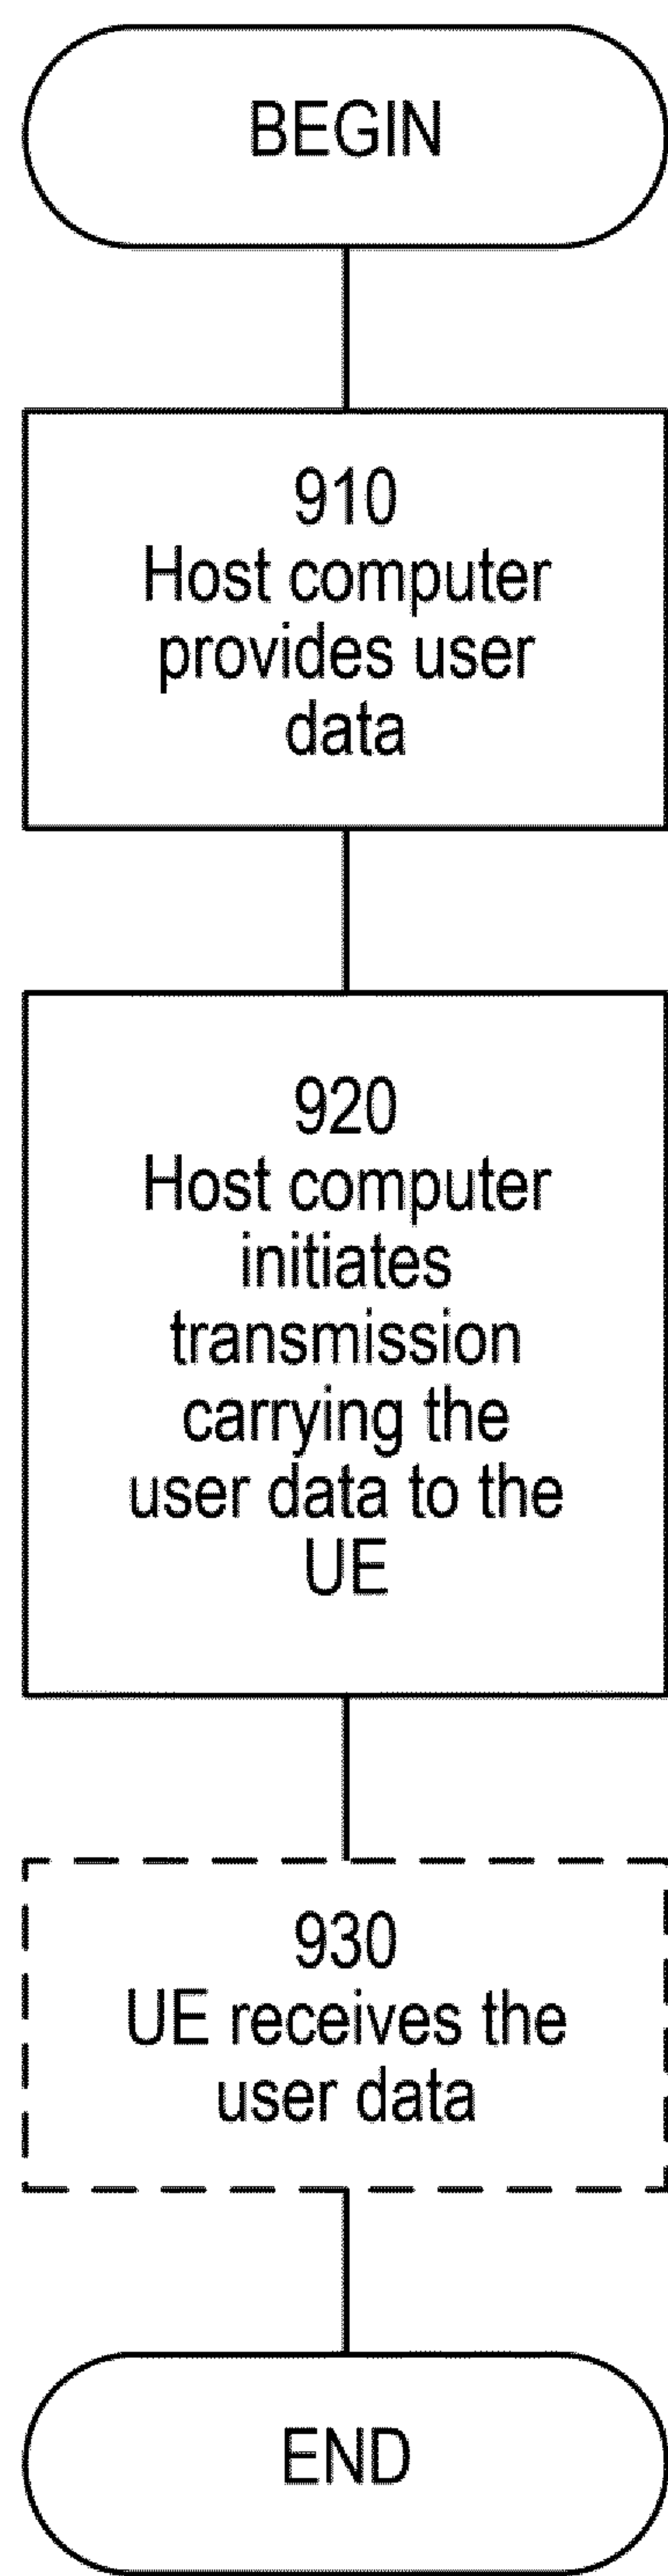 BEGIN
910
Host computer
provides user
data
920
Host computer
initiates
transmission
carrying the
user data to the
UE
930
UE receives the
user data
END